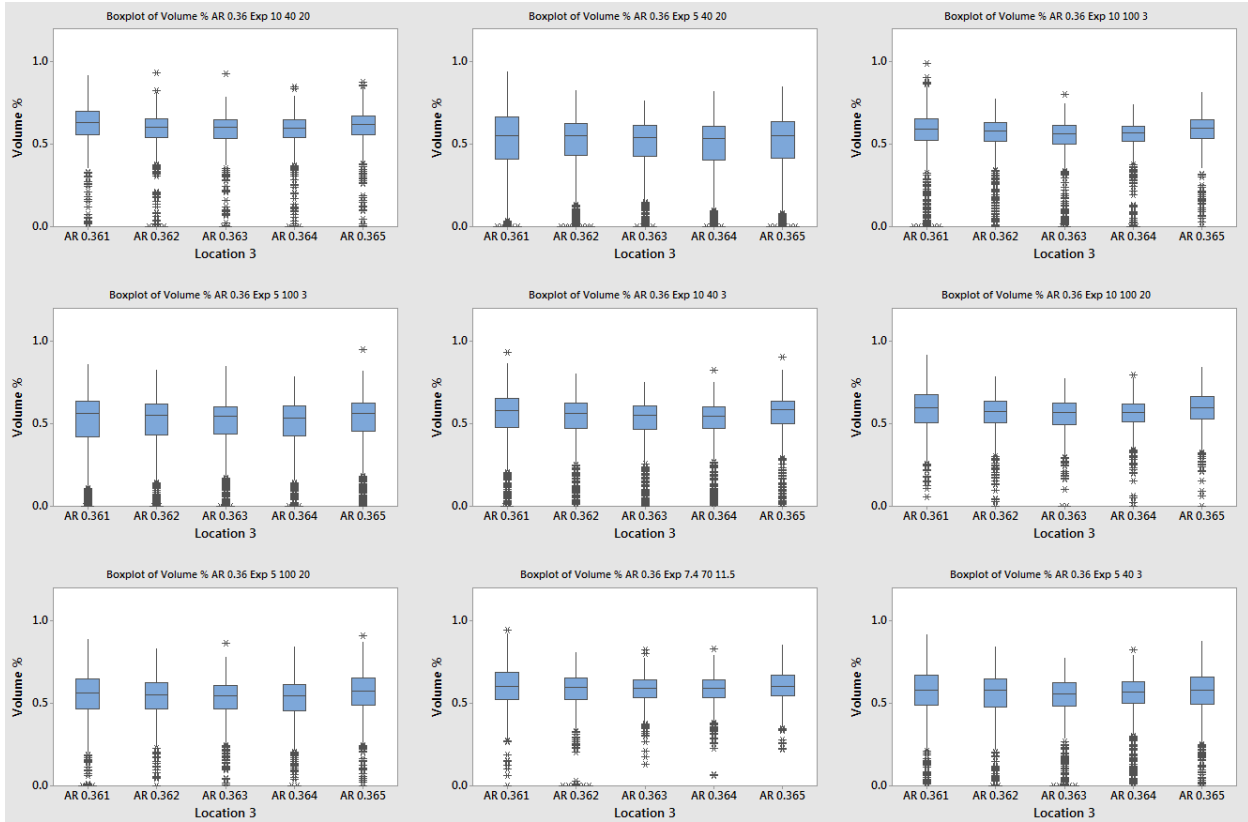 Boxplot of Volume % AR 0.36 Exp 10 40 20
Volume %
1.0
0.5
0.0
AR 0.361 AR 0.362 AR 0.363 AR 0.364 AR 0.365
Location 3
Boxplot of Volume % AR 0.36 Exp 5 40 20
Volume %
1.0
0.5
0.0
AR 0.361 AR 0.362 AR 0.363 AR 0.364 AR 0.365
Location 3
Boxplot of Volume % AR 0.36 Exp 10 100 3
Volume %
1.0
0.5
0.0
AR 0.361 AR 0.362 AR 0.363 AR 0.364 AR 0.365
Location 3
Boxplot of Volume % AR 0.36 Exp 5 100 3
Volume %
1.0
0.5
0.0
AR 0.361 AR 0.362 AR 0.363 AR 0.364 AR 0.365
Location 3
Boxplot of Volume % AR 0.36 Exp 10 40 3
Volume %
1.0
0.5
0.0
AR 0.361 AR 0.362 AR 0.363 AR 0.364 AR 0.365
Location 3
Boxplot of Volume % AR 0.36 Exp 10 100 20
Volume %
1.0
0.5
0.0
AR 0.361 AR 0.362 AR 0.363 AR 0.364 AR 0.365
Location 3
Boxplot of Volume % AR 0.36 Exp 5 100 20
Volume %
1.0
0.5
0.0
AR 0.361 AR 0.362 AR 0.363 AR 0.364 AR 0.365
Location 3
Boxplot of Volume % AR 0.36 Exp 7.4 70 11.5
Volume %
1.0
0.5
0.0
AR 0.361 AR 0.362 AR 0.363 AR 0.364 AR 0.365
Location 3
Boxplot of Volume % AR 0.36 Exp 5 40 3
Volume %
1.0
0.5
0.0
AR 0.361 AR 0.362 AR 0.363 AR 0.364 AR 0.365
Location 3